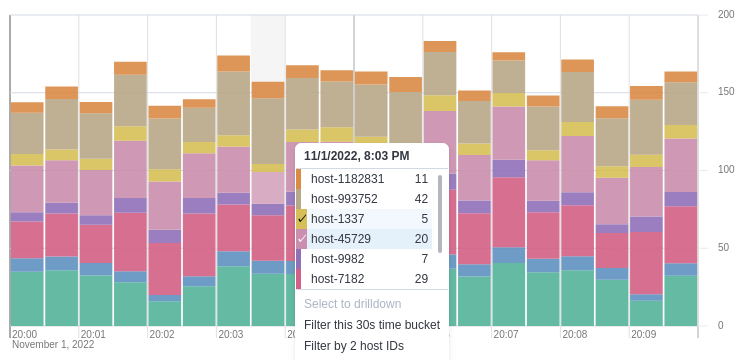 200
150
100
50
0
11/1/2022, 8:03 PM
host-1182831 11
host-993752 42
host-1337 5
host-45729 20
host-9982 7
host-7182 29
Select to drilldown
Filter this 30s time bucket
Filter by 2 host IDs
20:00 20:01 20:02 20:03 20:07 20:08 20:09
November 1, 2022